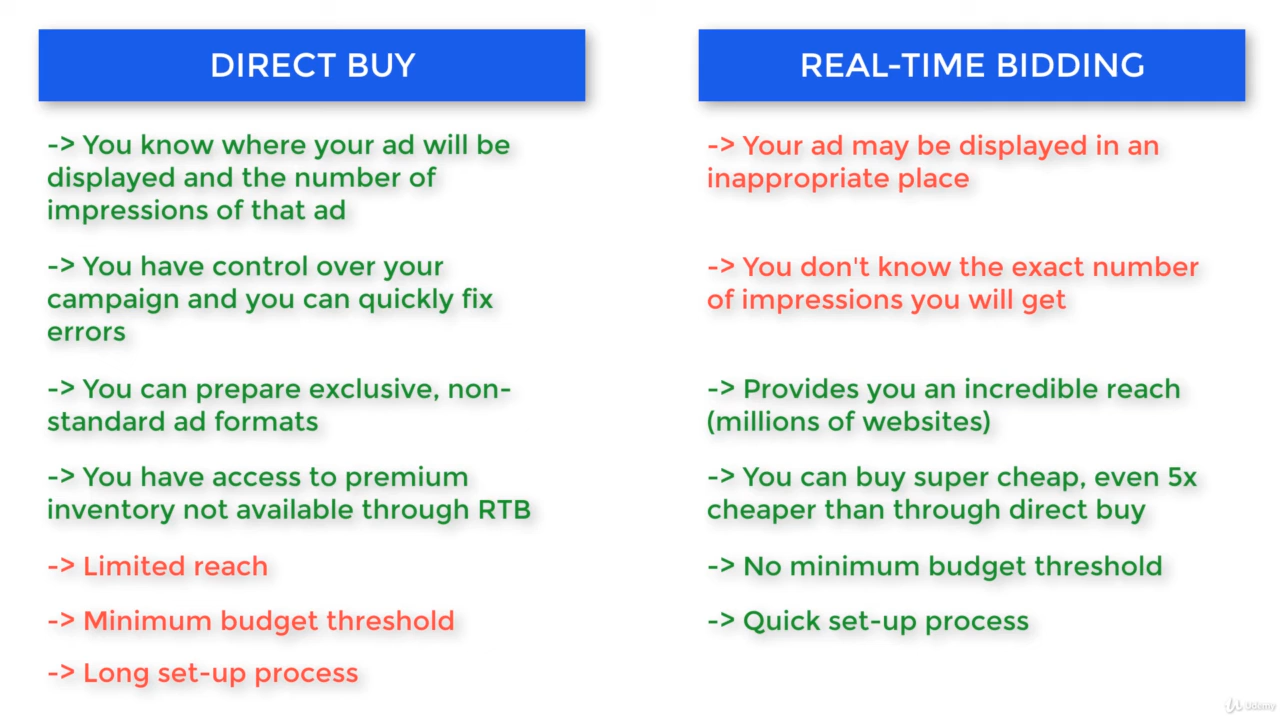 DIRECT BUY
-> You know where your ad will be
displayed and the number of
impressions of that ad
-> You have control over your
campaign and you can quickly fix
errors
-> You can prepare exclusive, non-
standard ad formats
-> You have access to premium
inventory not available through RTB
-> Limited reach
-> Minimum budget threshold
-> Long set-up process
REAL-TIME BIDDING
-> Your ad may be displayed in an
inappropriate place
-> You don't know the exact number
of impressions you will get
-> Provides you an incredible reach
(millions of websites)
-> You can buy super cheap, even 5x
cheaper than through direct buy
-> No minimum budget threshold
-> Quick set-up process
Udemy